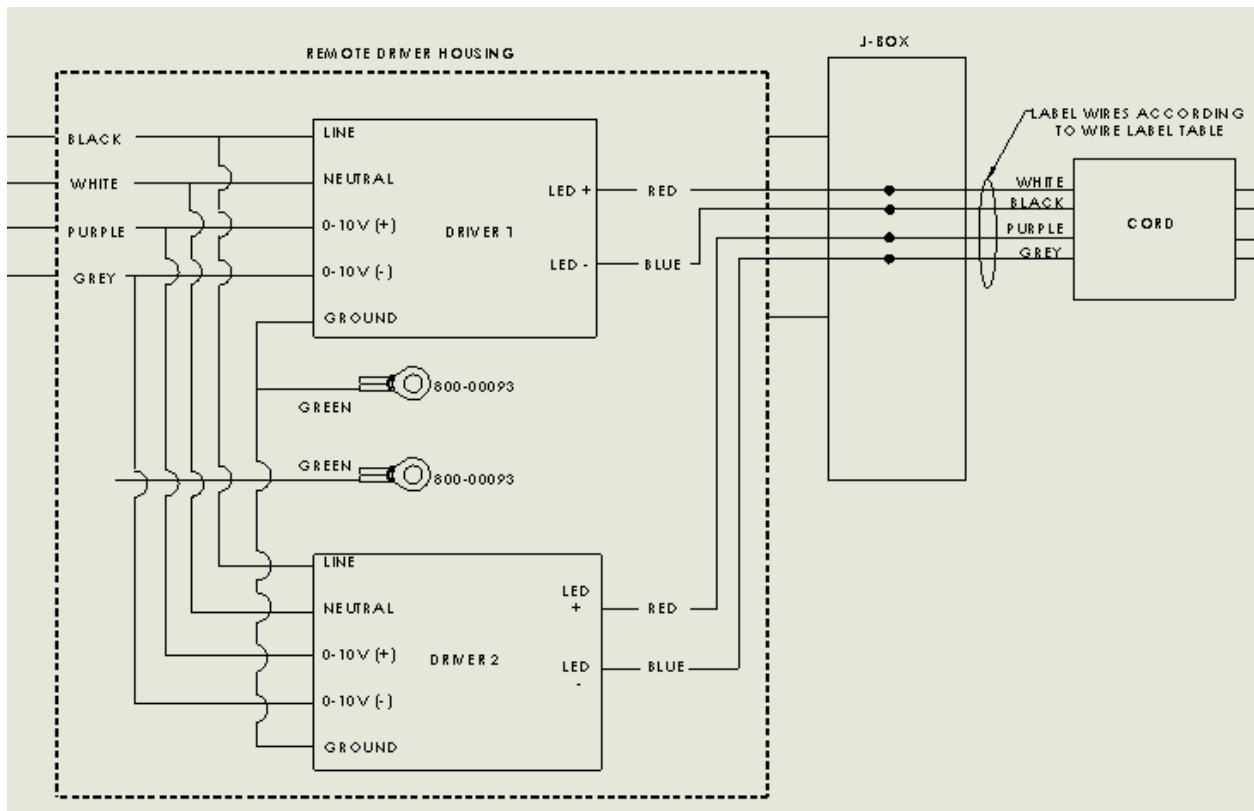 REMOTE DRIVER HOUSING
J-BOX
LABEL WIRES ACCORDING
TO WIRE LABEL TABLE
BLACK
WHITE
PURPLE
GREY
LINE
NEUTRAL
0-10V (+)
0-10V (-)
GROUND
DRIVER 1
LED +
LED -
RED
BLUE
WHITE
BLACK
PURPLE
GREY
CORD
800-00093
GREEN
GREEN
800-00093
LINE
NEUTRAL
0-10V (+)
0-10V (-)
GROUND
DRIVER 2
LED
+
LED
-
RED
BLUE